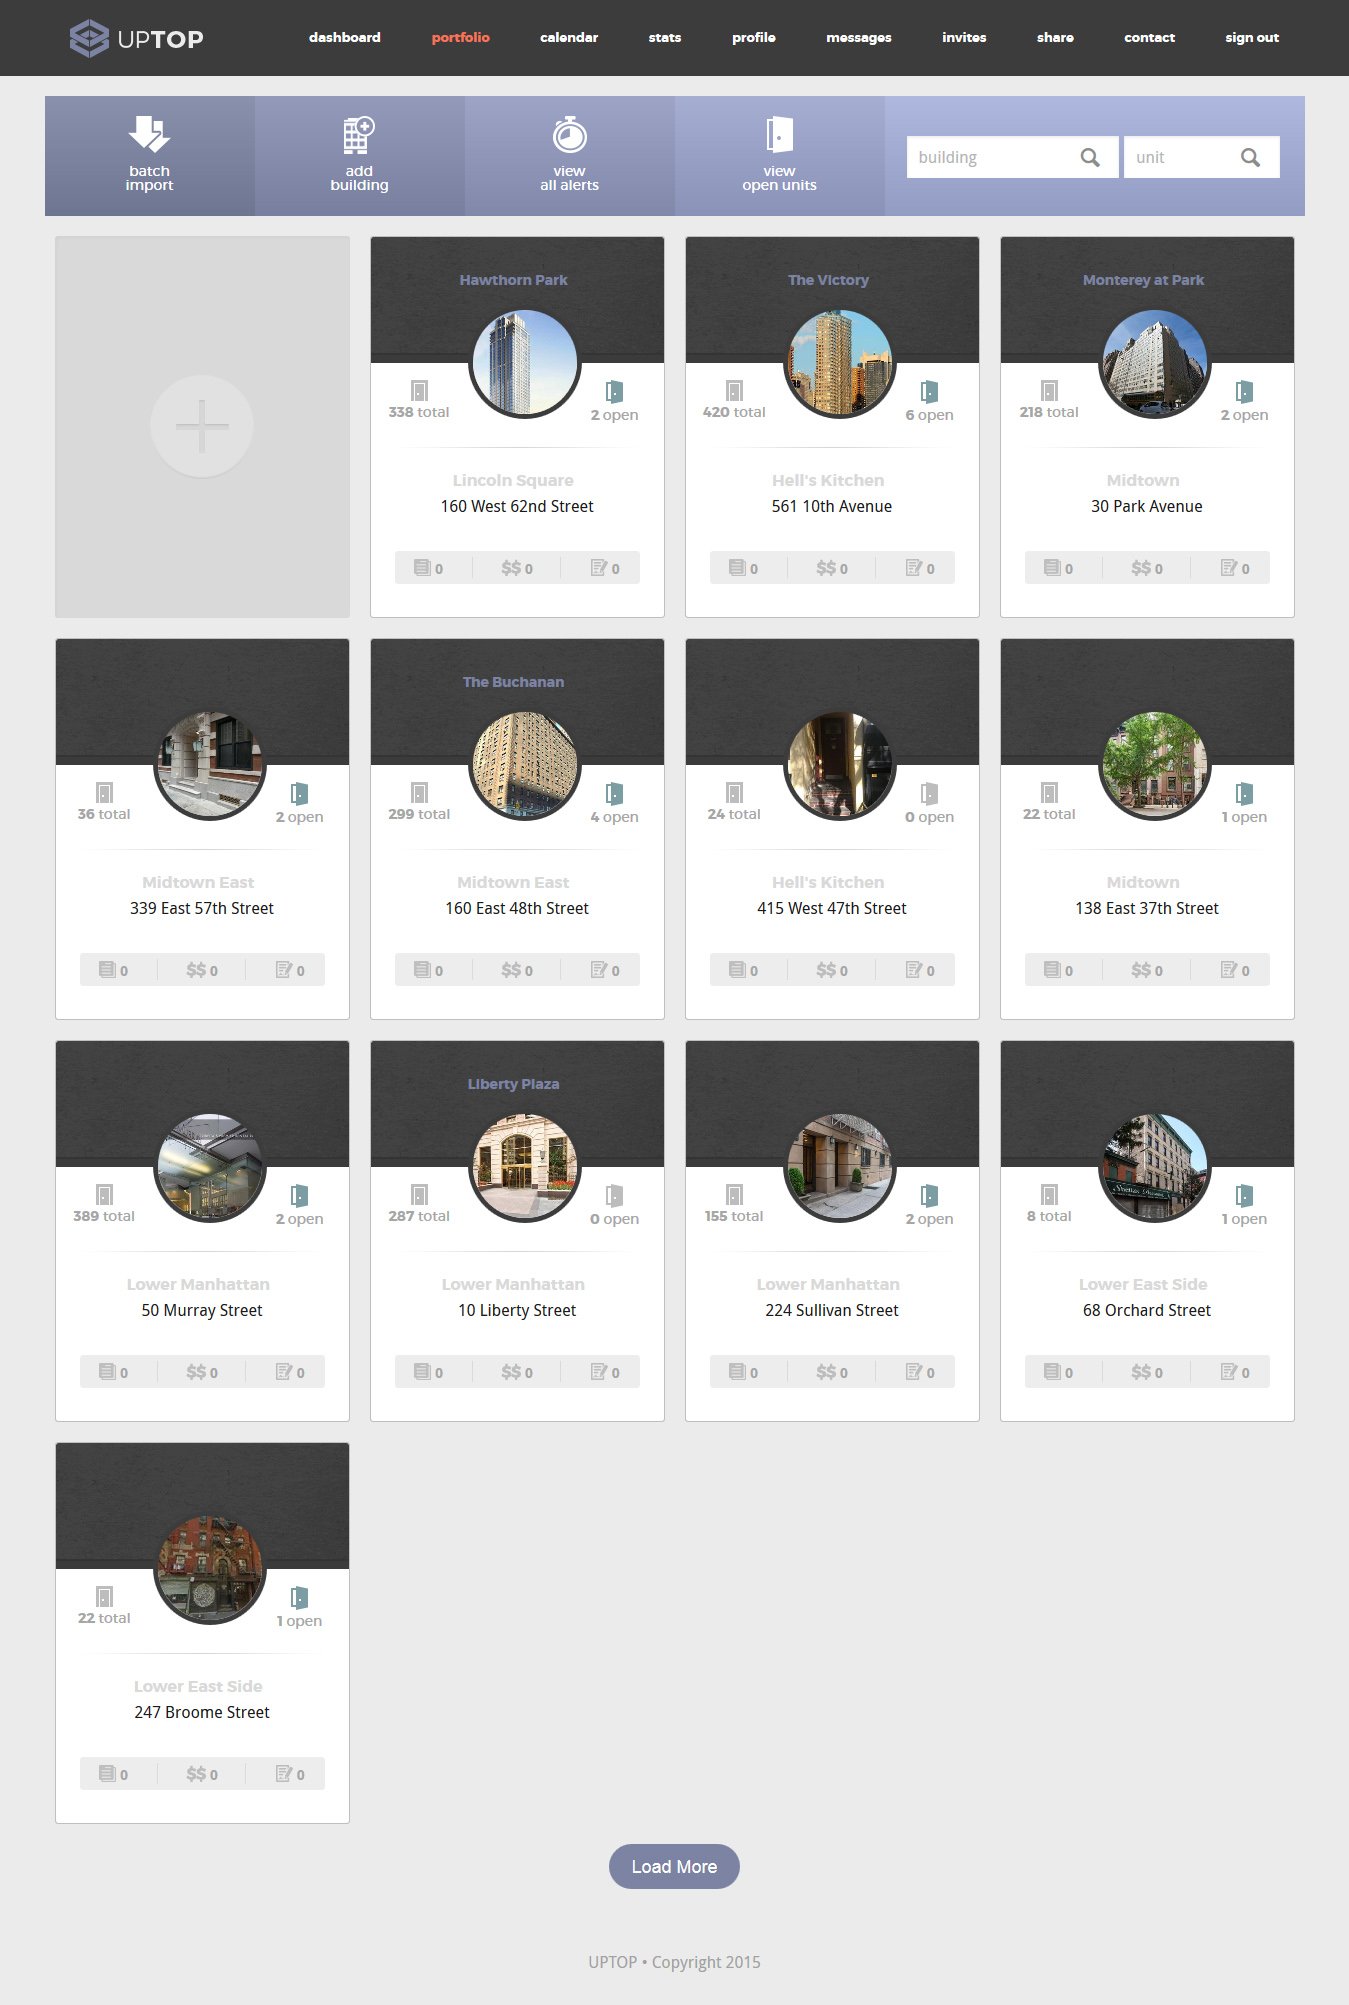 UPTOP
dashboard
portfolio
calendar
stats
profile
messages
invites
share
contact
sign out
batch
import
add
building
view
all alerts
view
open units
building
unit
Hawthorn Park
338 total
2 open
Lincoln Square
160 West 62nd Street
0
$$ 0
0
The Victory
420 total
6 open
Hell's Kitchen
561 10th Avenue
0
$$ 0
0
Monterey at Park
218 total
2 open
Midtown
30 Park Avenue
0
$$ 0
0
36 total
2 open
Midtown East
339 East 57th Street
0
$$ 0
0
The Buchanan
299 total
4 open
Midtown East
160 East 48th Street
0
$$ 0
0
24 total
0 open
Hell's Kitchen
415 West 47th Street
0
$$ 0
0
22 total
1 open
Midtown
138 East 37th Street
0
$$ 0
0
389 total
2 open
Lower Manhattan
50 Murray Street
0
$$ 0
0
Liberty Plaza
287 total
0 open
Lower Manhattan
10 Liberty Street
0
$$ 0
0
155 total
2 open
Lower Manhattan
224 Sullivan Street
0
$$ 0
0
8 total
1 open
Lower East Side
68 Orchard Street
0
$$ 0
0
22 total
1 open
Lower East Side
247 Broome Street
0
$$ 0
0
Load More
UPTOP • Copyright 2015